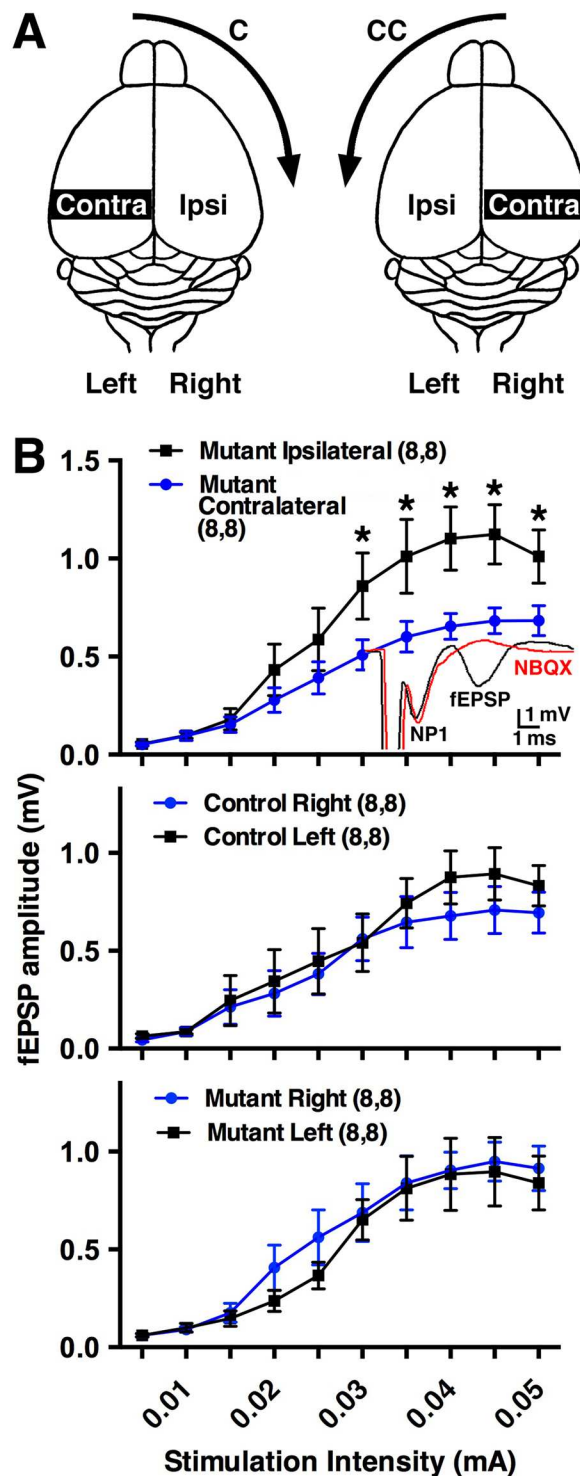 A
C
CC
Contra
Ipsi
Ipsi
Contra
Left
Right
Left
Right
B
Mutant Ipsilateral (8,8)
Mutant
Contralateral
(8,8)
1.5
1.0
0.5
0.0
*
*
*
*
*
NBQX
fEPSP
NP1
1 mV
1 ms
fEPSP amplitude (mV)
Control Right (8,8)
Control Left (8,8)
1.0
0.5
0.0
Mutant Right (8,8)
Mutant Left (8,8)
1.0
0.5
0.0
0.01
0.02
0.03
0.04
0.05
Stimulation Intensity (mA)